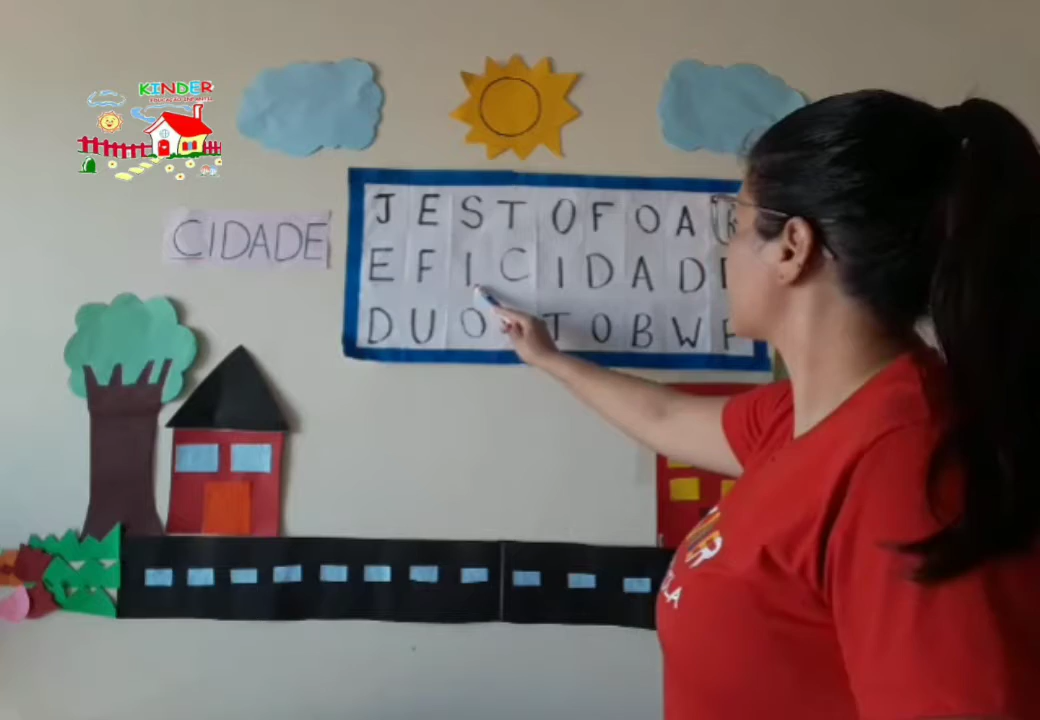 KINDER
CIDADE
J E S T O F O A R
E F I C I D A D E
D U O T O B W F